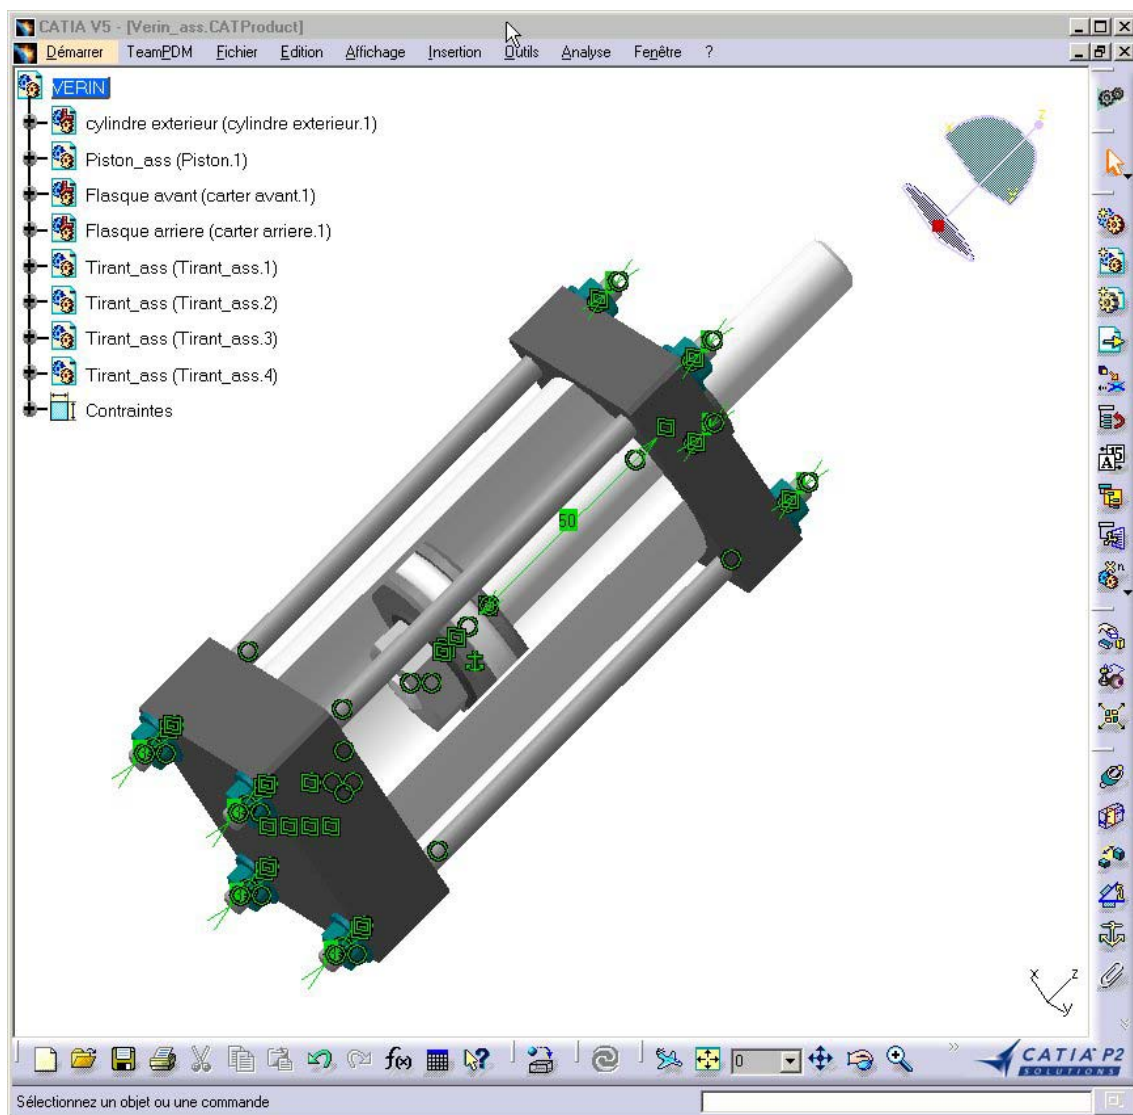 CATIA V5 - [Verin_ass.CATProduct]
Démarrer TeamPDM Fichier Edition Affichage Insertion Outils Analyse Fenêtre ?
VERIN
cylindre exterieur (cylindre exterieur.1)
Piston_ass (Piston.1)
Flasque avant (carter avant.1)
Flasque arriere (carter arriere.1)
Tirant_ass (Tirant_ass.1)
Tirant_ass (Tirant_ass.2)
Tirant_ass (Tirant_ass.3)
Tirant_ass (Tirant_ass.4)
Contraintes
z
x
y
50
x z
y
f(x) 0
CATIA P2
SOLUTIONS
Sélectionnez un objet ou une commande